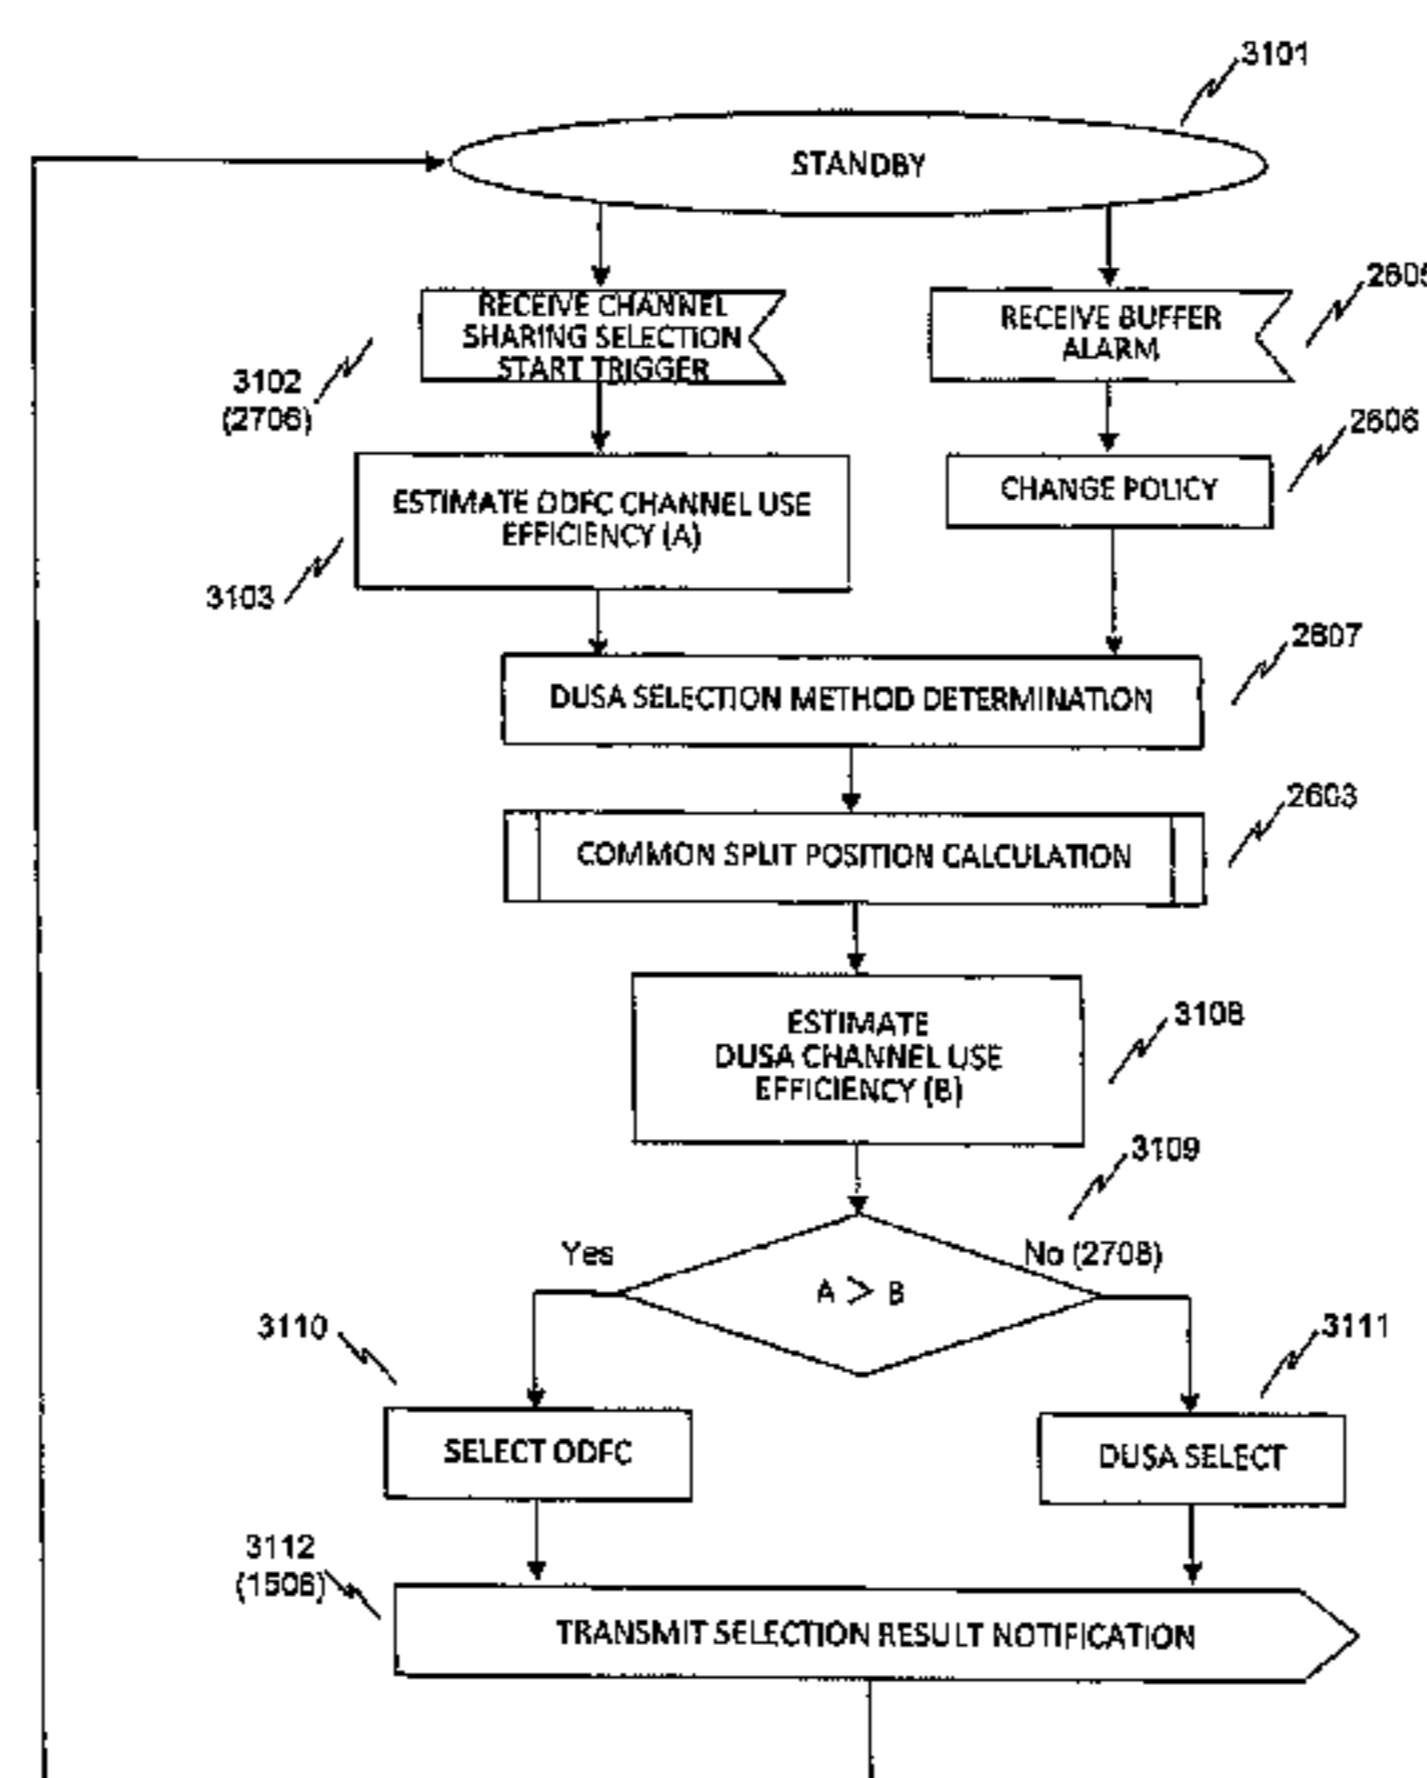 3101
STANDBY
RECEIVE CHANNEL
SHARING SELECTION
START TRIGGER
3102
(2706)
RECEIVE BUFFER
ALARM
2605
ESTIMATE ODFC CHANNEL USE
EFFICIENCY (A)
3103
CHANGE POLICY
2606
DUSA SELECTION METHOD DETERMINATION
2607
COMMON SPLIT POSITION CALCULATION
2603
ESTIMATE
DUSA CHANNEL USE
EFFICIENCY (B)
3108
3109
Yes
No (2708)
A > B
3110
SELECT ODFC
3111
DUSA SELECT
3112
(1506)
TRANSMIT SELECTION RESULT NOTIFICATION